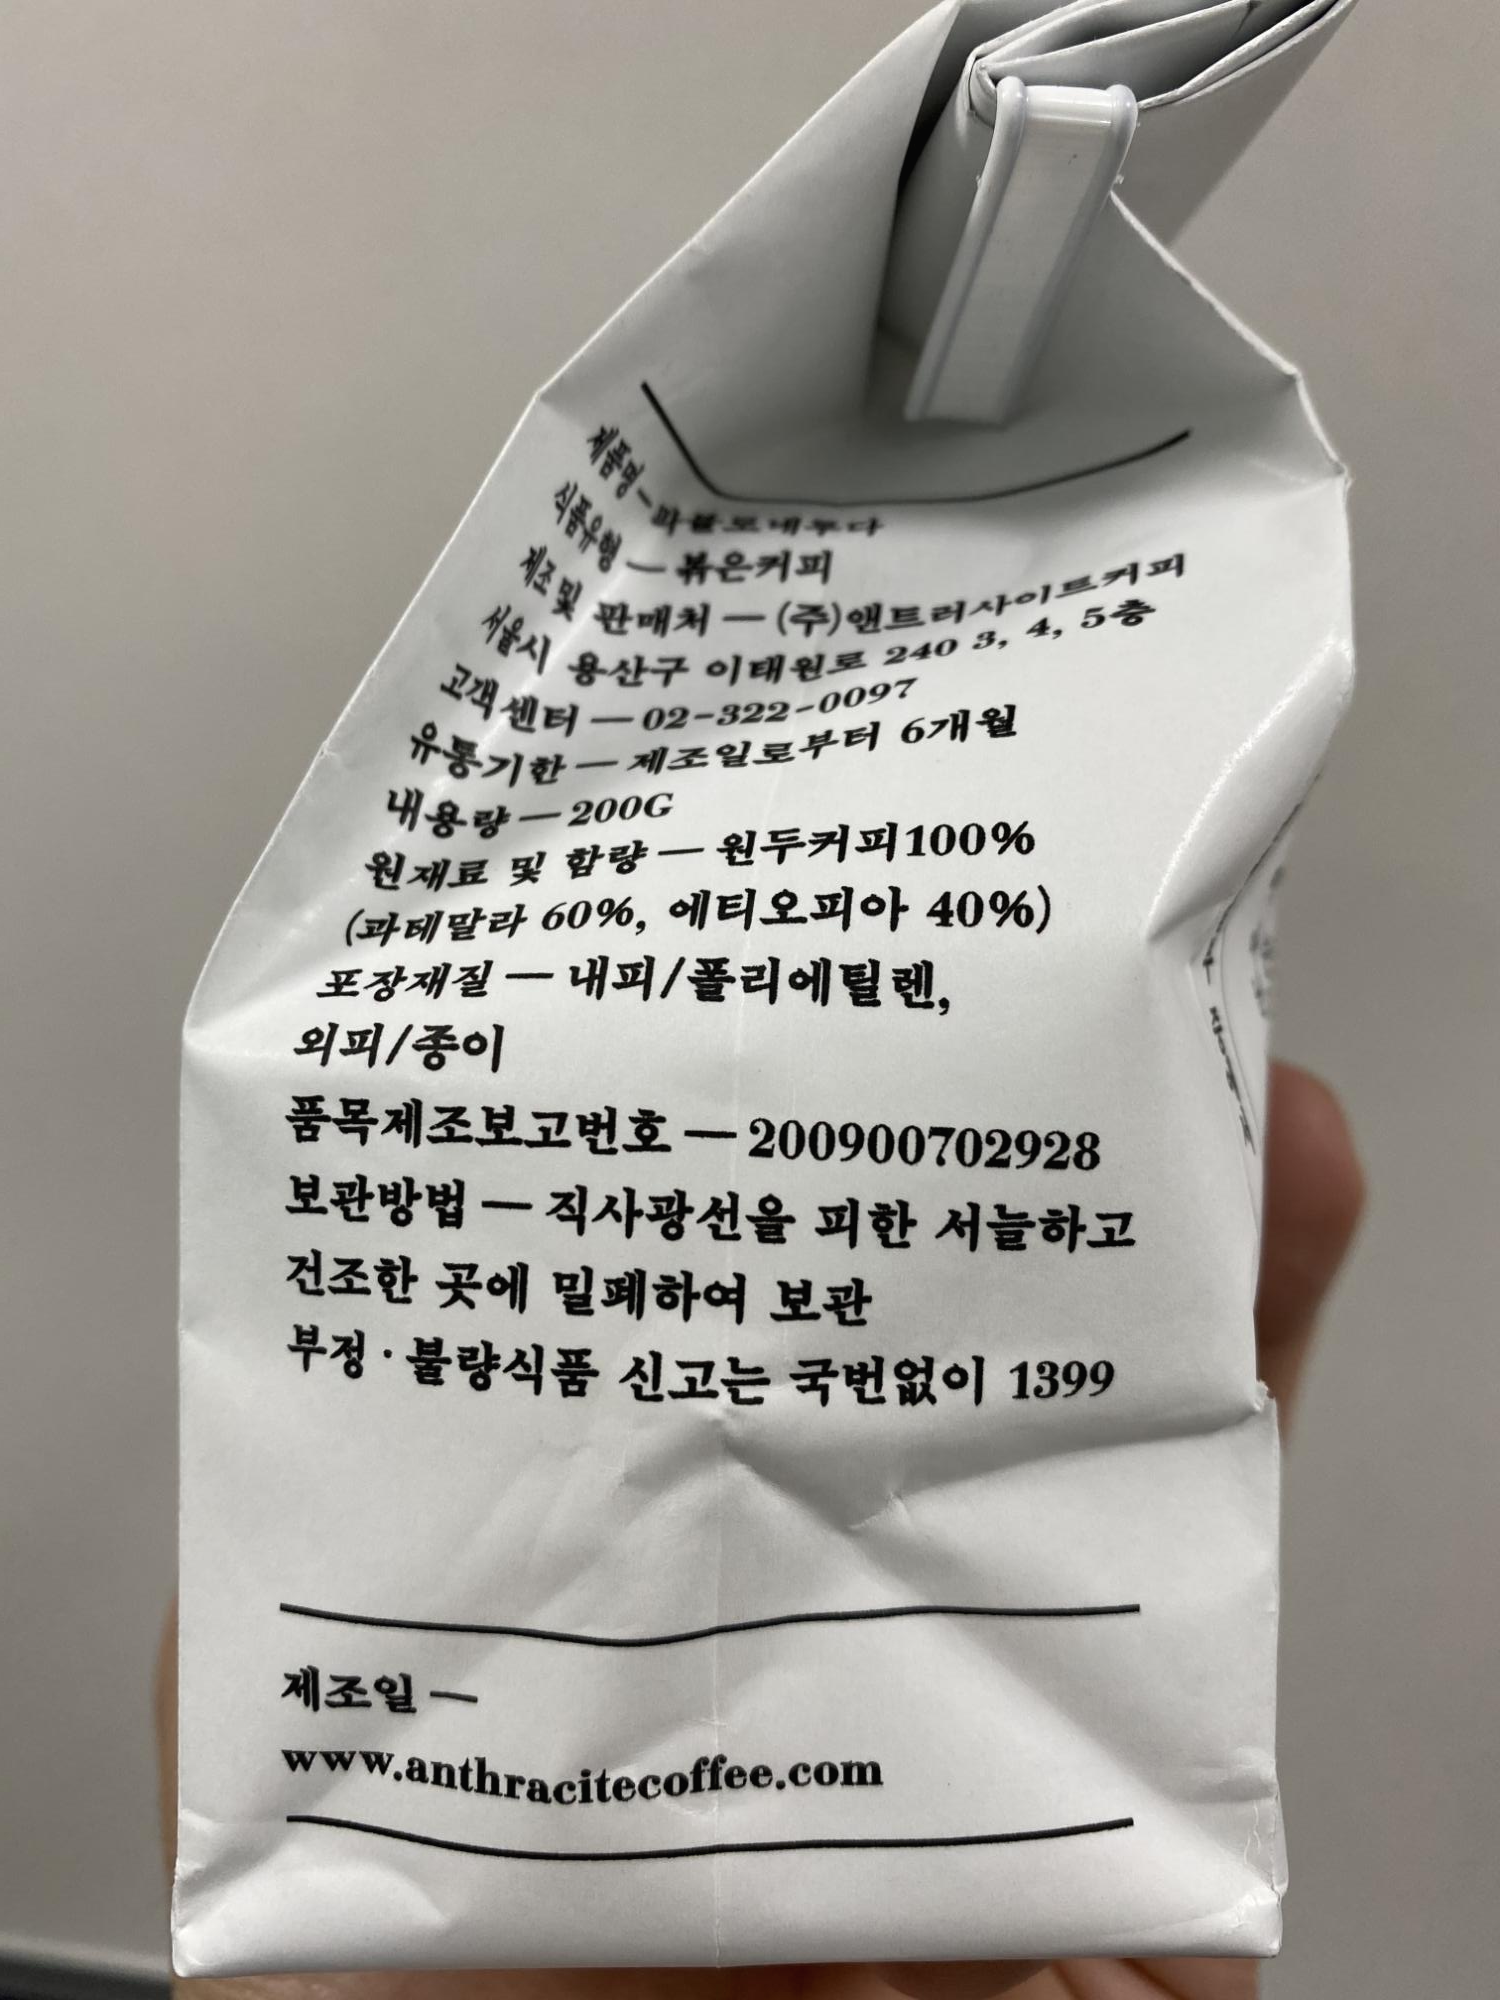 제품명 — 파블로네루다
식품유형 — 볶은커피
제조 및 판매처 — (주)앤트러사이트커피
서울시 용산구 이태원로 240 3, 4, 5층
고객센터 — 02-322-0097
유통기한 — 제조일로부터 6개월
내용량 — 200G
원재료 및 함량 — 원두커피100%
(과테말라 60%, 에티오피아 40%)
포장재질 — 내피/폴리에틸렌,
외피/종이
품목제조보고번호 — 200900702928
보관방법 — 직사광선을 피한 서늘하고
건조한 곳에 밀폐하여 보관
부정·불량식품 신고는 국번없이 1399
제조일 —
www.anthracitecoffee.com